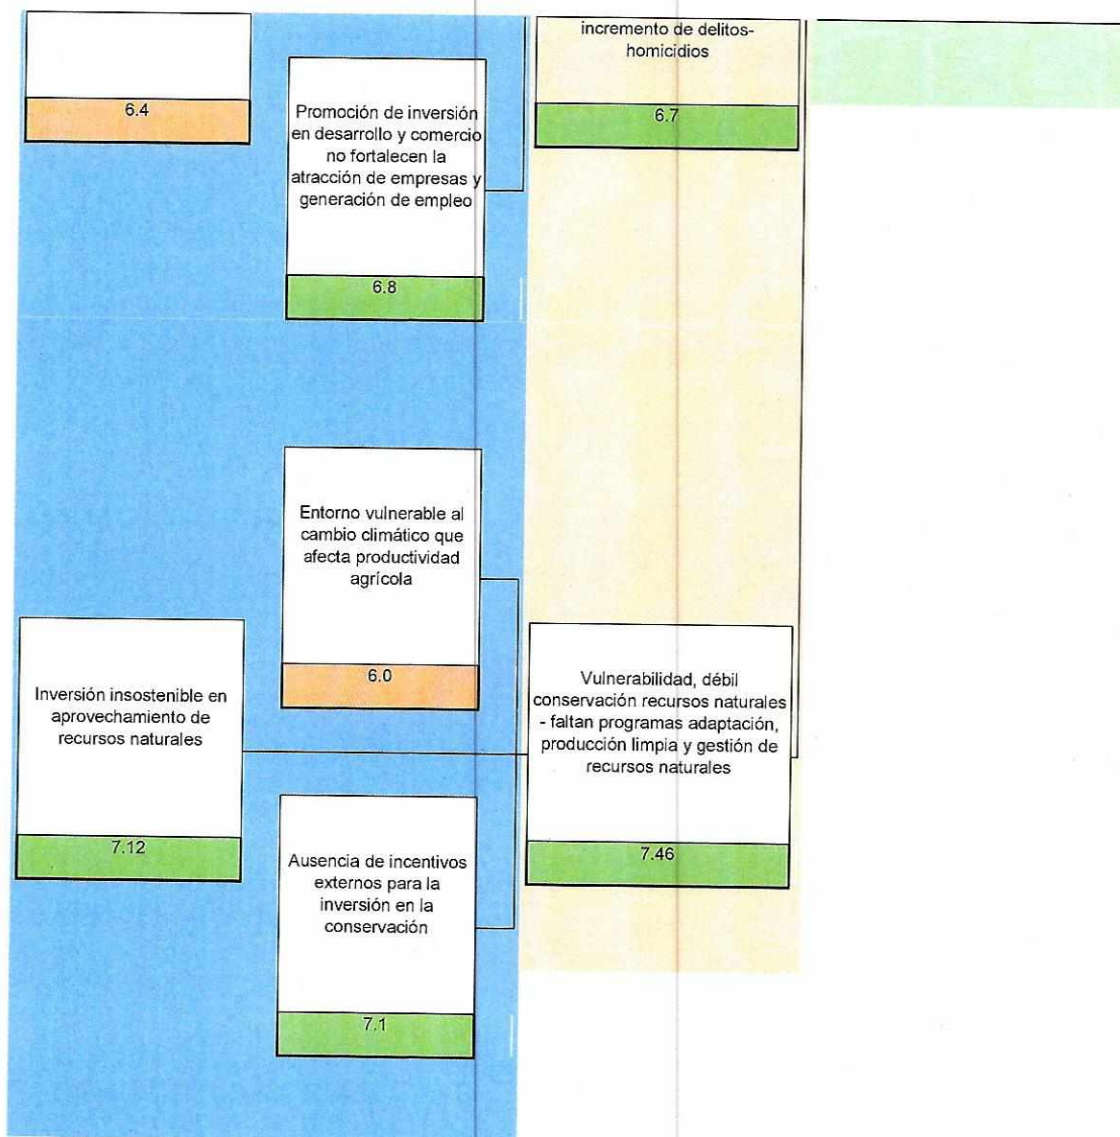 6.4
Promoción de inversión
en desarrollo y comercio
no fortalecen la
atracción de empresas y
generación de empleo
6.8
incremento de delitos-
homicidios
6.7
Entorno vulnerable al
cambio climático que
afecta productividad
agrícola
6.0
Inversión insostenible en
aprovechamiento de
recursos naturales
7.12
Ausencia de incentivos
externos para la
inversión en la
conservación
7.1
Vulnerabilidad, débil
conservación recursos naturales
- faltan programas adaptación,
producción limpia y gestión de
recursos naturales
7.46